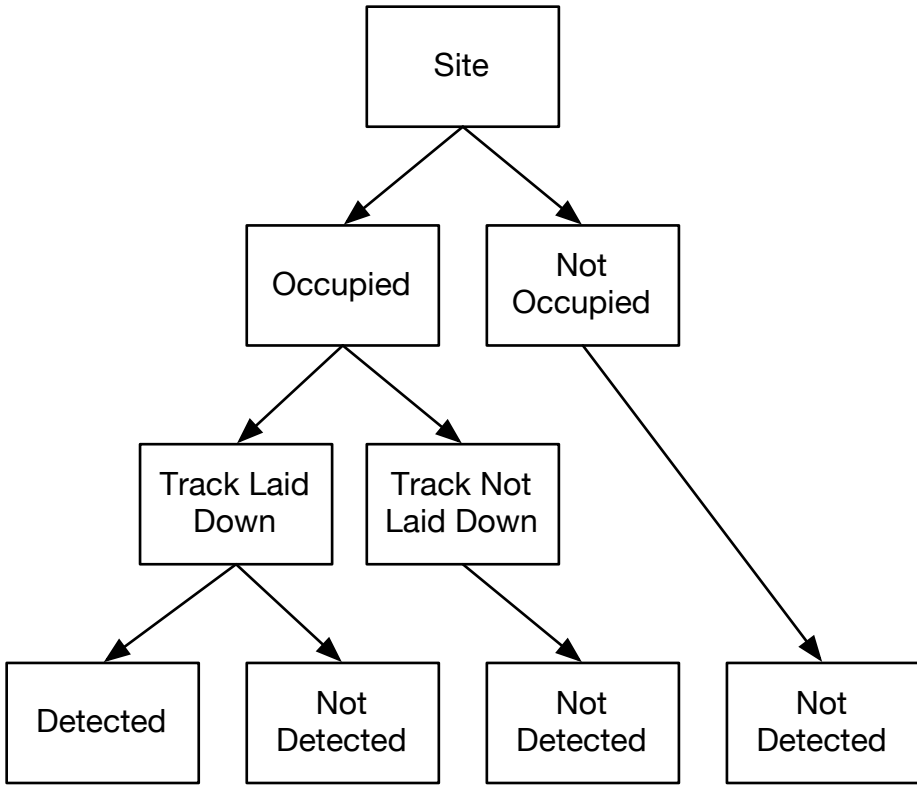 Site
Occupied
Not
Occupied
Track Laid
Down
Track Not
Laid Down
Detected
Not
Detected
Not
Detected
Not
Detected